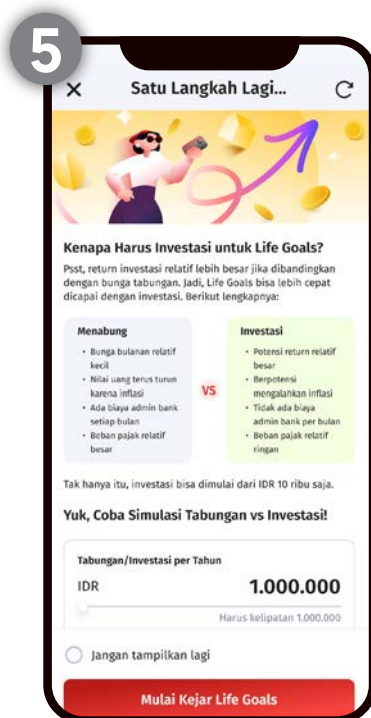 5
Satu Langkah Lagi...
Kenapa Harus Investasi untuk Life Goals?
Psst, return investasi relatif lebih besar jika dibandingkan
dengan bunga tabungan. Jadi, Life Goals bisa lebih cepat
dicapai dengan investasi. Berikut lengkapnya:
Menabung
• Bunga bulanan relatif
kecil
• Nilai uang terus turun
karena inflasi
• Ada biaya admin bank
setiap bulan
• Beban pajak relatif
besar
VS
Investasi
• Potensi return relatif
besar
• Berpotensi
mengalahkan inflasi
• Tidak ada biaya
admin bank per bulan
• Beban pajak relatif
ringan
Tak hanya itu, investasi bisa dimulai dari IDR 10 ribu saja.
Yuk, Coba Simulasi Tabungan vs Investasi!
Tabungan/Investasi per Tahun
IDR 1.000.000
Harus kelipatan 1.000.000
Jangan tampilkan lagi
Mulai Kejar Life Goals